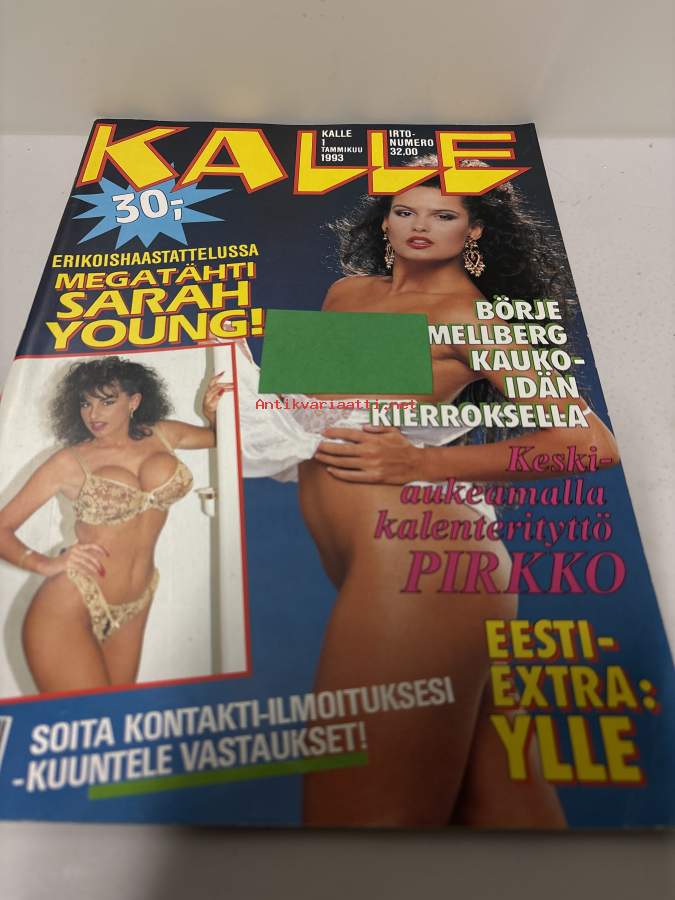 KALLE
KALLE
1
TAMMIKUU
1993
IRTO-
NUMERO
32.00
30,-
ERIKOISHAASTATTELUSSA
MEGATÄHTI
SARAH
YOUNG!
BÖRJE
MELLBERG
KAUKO-
IDÄN
KIERROKSELLA
Antikvariaatti.net
Keski-
aukeamalla
kalenterityttö
PIRKKO
EESTI-
EXTRA:
YLLE
SOITA KONTAKTI-ILMOITUKSESI
-KUUNTELE VASTAUKSET!